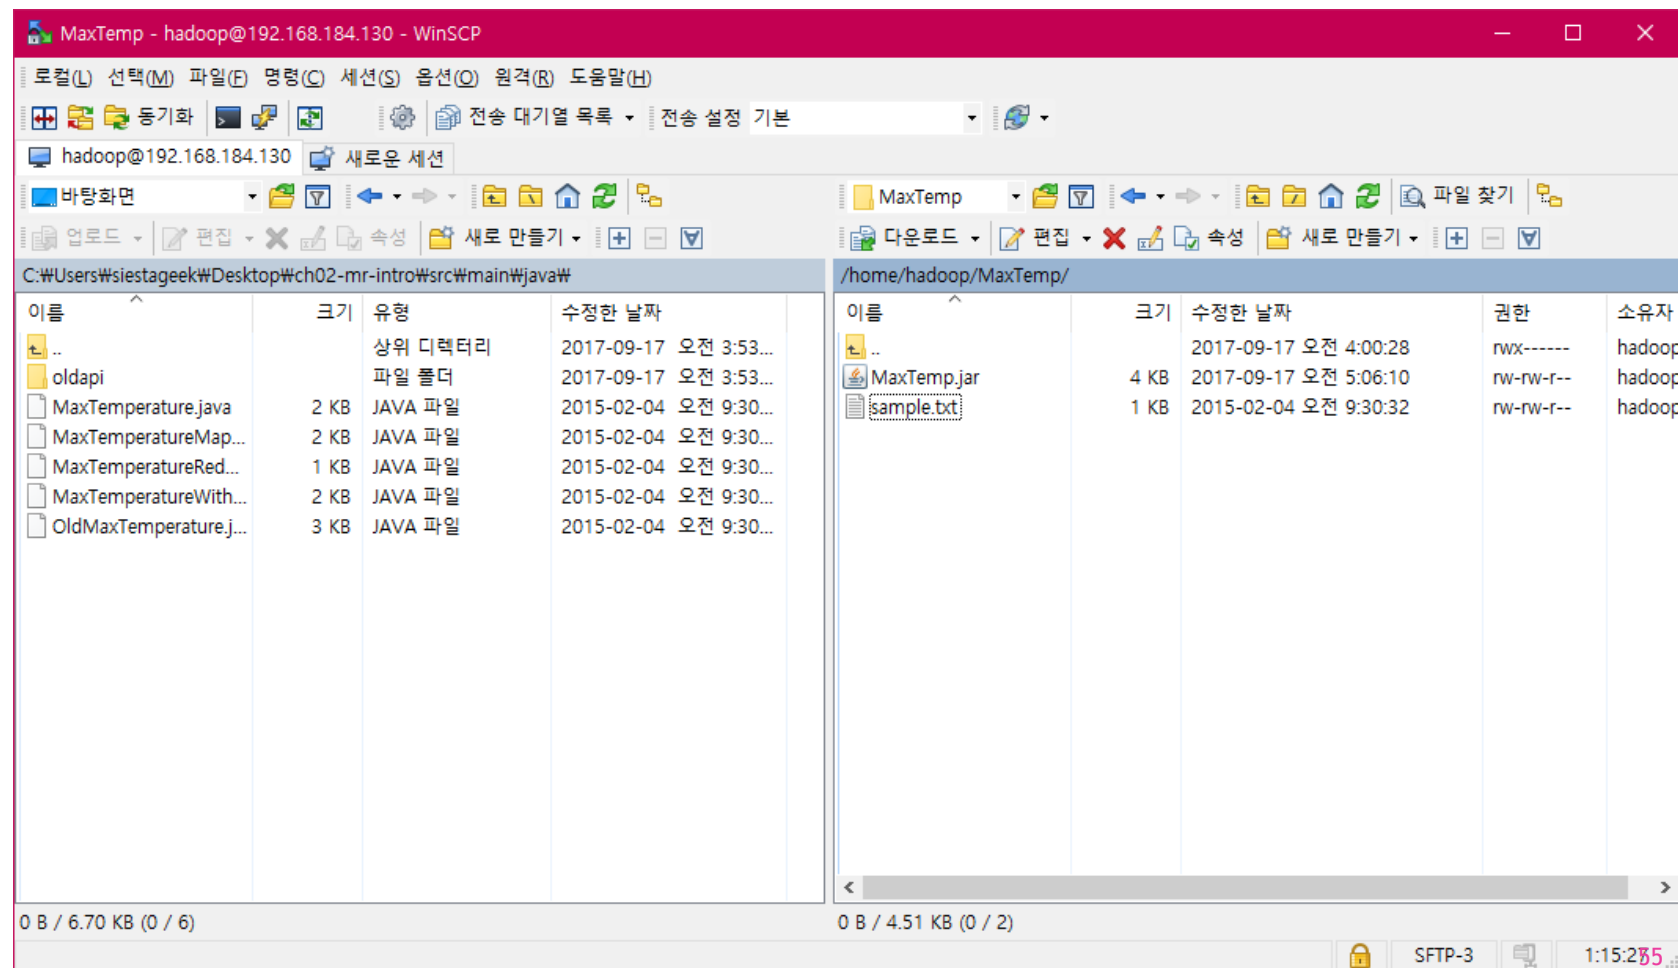 MaxTemp - hadoop@192.168.184.130 - WinSCP
로컬(L) 선택(M) 파일(F) 명령(C) 세션(S) 옵션(O) 원격(R) 도움말(H)
동기화 전송 대기열 목록 전송 설정 기본
hadoop@192.168.184.130 새로운 세션
바탕화면 MaxTemp 파일 찾기
업로드 편집 속성 새로 만들기 다운로드 편집 속성 새로 만들기
C:₩Users₩siestageek₩Desktop₩ch02-mr-intro₩src₩main₩java₩ /home/hadoop/MaxTemp/
이름 크기 유형 수정한 날짜 이름 크기 수정한 날짜 권한 소유자
.. 상위 디렉터리 2017-09-17 오전 3:53... .. 2017-09-17 오전 4:00:28 rwx------ hadoop
oldapi 파일 폴더 2017-09-17 오전 3:53... MaxTemp.jar 4 KB 2017-09-17 오전 5:06:10 rw-rw-r-- hadoop
MaxTemperature.java 2 KB JAVA 파일 2015-02-04 오전 9:30... sample.txt 1 KB 2015-02-04 오전 9:30:32 rw-rw-r-- hadoop
MaxTemperatureMap... 2 KB JAVA 파일 2015-02-04 오전 9:30...
MaxTemperatureRed... 1 KB JAVA 파일 2015-02-04 오전 9:30...
MaxTemperatureWith... 2 KB JAVA 파일 2015-02-04 오전 9:30...
OldMaxTemperature.j... 3 KB JAVA 파일 2015-02-04 오전 9:30...
0 B / 6.70 KB (0 / 6) 0 B / 4.51 KB (0 / 2)
SFTP-3